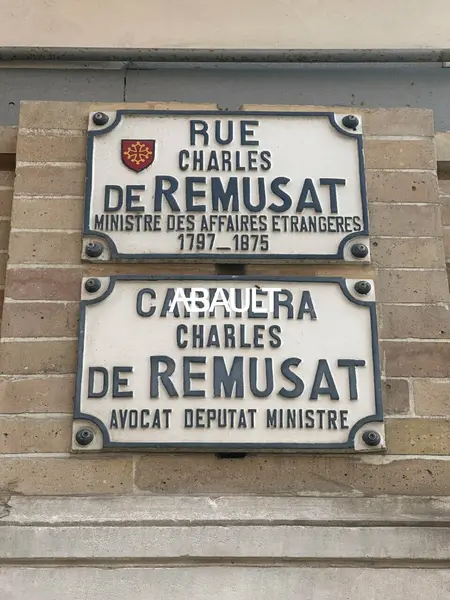 RUE
CHARLES
DE REMUSAT
MINISTRE DES AFFAIRES ETRANGERES
1797_1875
ABAULT
CHARLES
DE REMUSAT
AVOCAT DEPUTAT MINISTRE